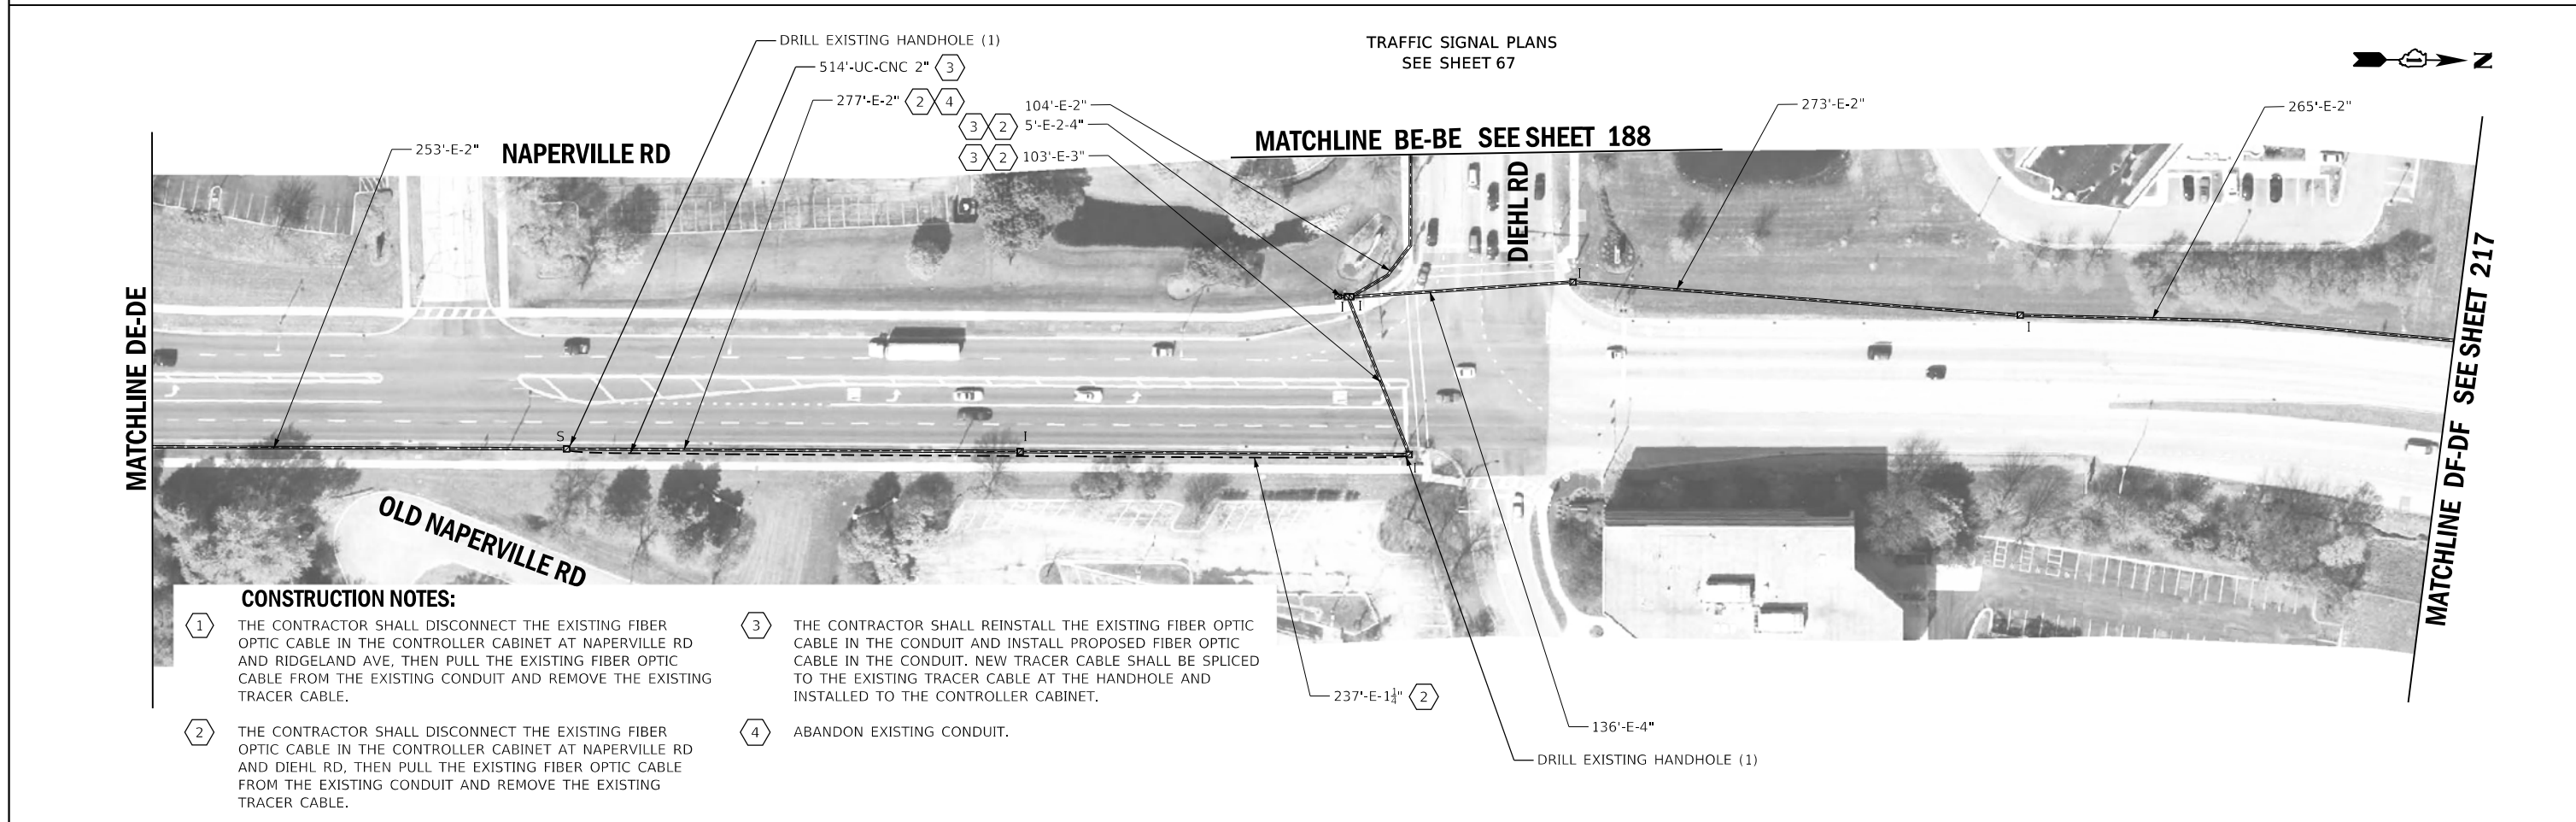 DRILL EXISTING HANDHOLE (1)
514'-UC-CNC 2" 3
277'-E-2" 2 4
TRAFFIC SIGNAL PLANS
SEE SHEET 67
N
104'-E-2"
3 2 5'-E-2-4"
3 2 103'-E-3"
273'-E-2"
265'-E-2"
253'-E-2"
NAPERVILLE RD
MATCHLINE BE-BE SEE SHEET 188
DIEHL RD
MATCHLINE DE-DE
MATCHLINE DF-DF SEE SHEET 217
I
I I
I
S
I
I
OLD NAPERVILLE RD
CONSTRUCTION NOTES:
1 THE CONTRACTOR SHALL DISCONNECT THE EXISTING FIBER
OPTIC CABLE IN THE CONTROLLER CABINET AT NAPERVILLE RD
AND RIDGELAND AVE, THEN PULL THE EXISTING FIBER OPTIC
CABLE FROM THE EXISTING CONDUIT AND REMOVE THE EXISTING
TRACER CABLE.
2 THE CONTRACTOR SHALL DISCONNECT THE EXISTING FIBER
OPTIC CABLE IN THE CONTROLLER CABINET AT NAPERVILLE RD
AND DIEHL RD, THEN PULL THE EXISTING FIBER OPTIC CABLE
FROM THE EXISTING CONDUIT AND REMOVE THE EXISTING
TRACER CABLE.
3 THE CONTRACTOR SHALL REINSTALL THE EXISTING FIBER OPTIC
CABLE IN THE CONDUIT AND INSTALL PROPOSED FIBER OPTIC
CABLE IN THE CONDUIT. NEW TRACER CABLE SHALL BE SPLICED
TO THE EXISTING TRACER CABLE AT THE HANDHOLE AND
INSTALLED TO THE CONTROLLER CABINET.
4 ABANDON EXISTING CONDUIT.
237'-E-1¼" 2
136'-E-4"
DRILL EXISTING HANDHOLE (1)